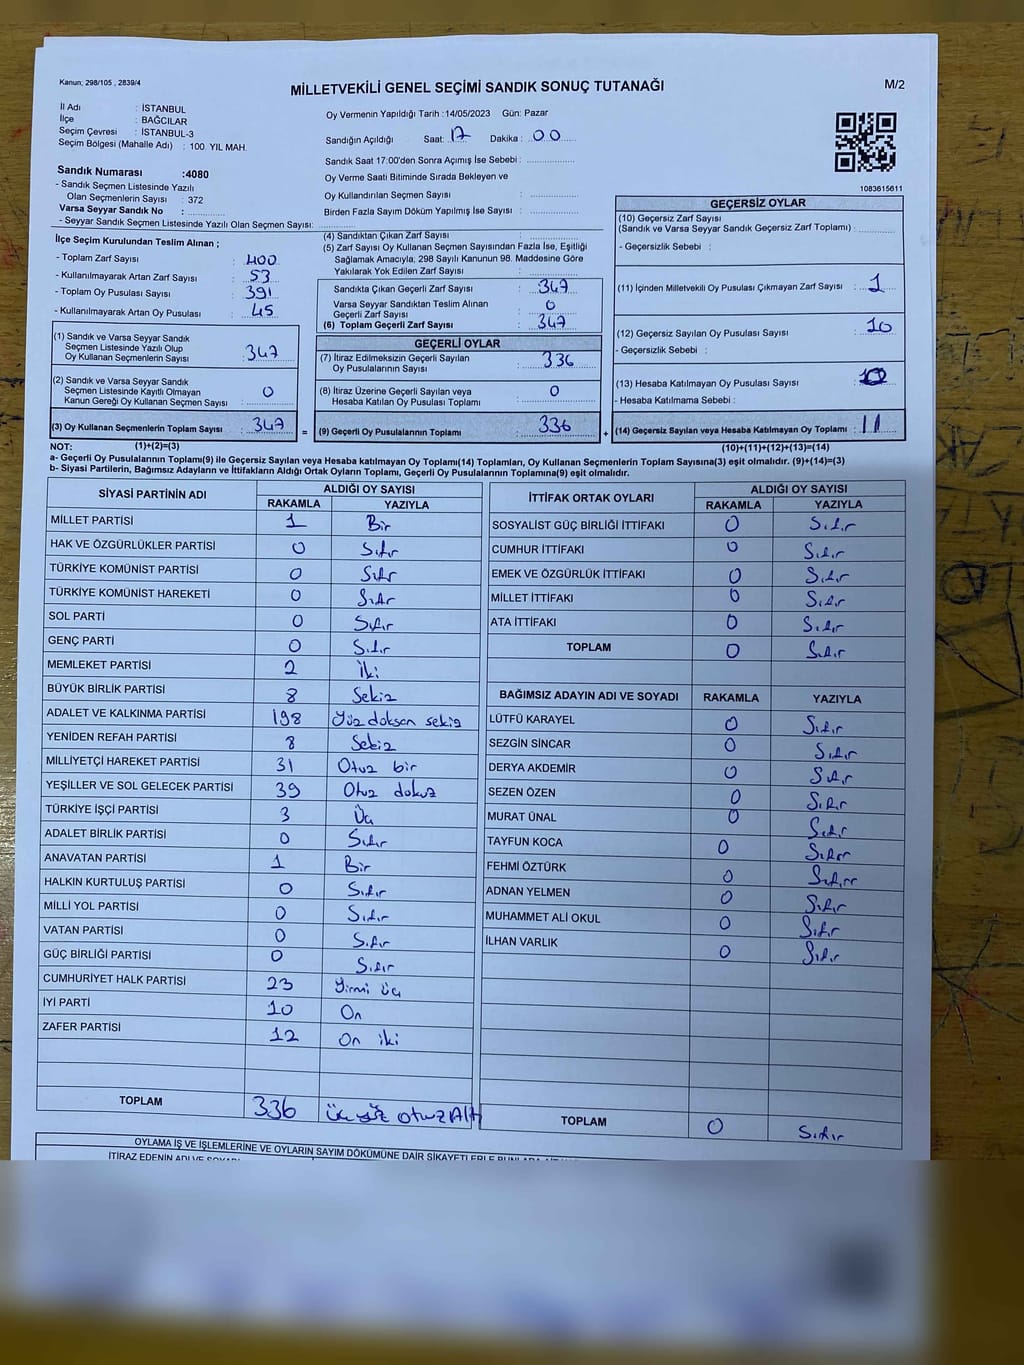 Kanun; 298/105 , 2839/4
MİLLETVEKİLİ GENEL SEÇİMİ SANDIK SONUÇ TUTANAĞI
M/2
İl Adı : İSTANBUL
İlçe : BAĞCILAR
Seçim Çevresi : İSTANBUL-3
Seçim Bölgesi (Mahalle Adı) : 100. YIL MAH.
Sandık Numarası :4080
- Sandık Seçmen Listesinde Yazılı
Olan Seçmenlerin Sayısı : 372
Varsa Seyyar Sandık No :
- Seyyar Sandık Seçmen Listesinde Yazılı Olan Seçmen Sayısı:
Oy Vermenin Yapıldığı Tarih :14/05/2023 Gün: Pazar
Sandığın Açıldığı Saat: 17 Dakika : 00
Sandık Saat 17:00'den Sonra Açımış İse Sebebi :
Oy Verme Saati Bitiminde Sırada Bekleyen ve
Oy Kullandırılan Seçmen Sayısı :
Birden Fazla Sayım Döküm Yapılmış İse Sayısı :
1083615611
İlçe Seçim Kurulundan Teslim Alınan ;
- Toplam Zarf Sayısı : 400
- Kullanılmayarak Artan Zarf Sayısı : 53
- Toplam Oy Pusulası Sayısı : 391
- Kullanılmayarak Artan Oy Pusulası : 45
(1) Sandık ve Varsa Seyyar Sandık
Seçmen Listesinde Yazılı Olup
Oy Kullanan Seçmenlerin Sayısı : 347
(2) Sandık ve Varsa Seyyar Sandık
Seçmen Listesinde Kayıtlı Olmayan
Kanun Gereği Oy Kullanan Seçmen Sayısı : 0
(3) Oy Kullanan Seçmenlerin Toplam Sayısı : 347
(4) Sandıktan Çıkan Zarf Sayısı :
(5) Zarf Sayısı Oy Kullanan Seçmen Sayısından Fazla İse, Eşitliği
Sağlamak Amacıyla, 298 Sayılı Kanunun 98. Maddesine Göre
Yakılarak Yok Edilen Zarf Sayısı :
Sandıkta Çıkan Geçerli Zarf Sayısı : 347
Varsa Seyyar Sandıktan Teslim Alınan
Geçerli Zarf Sayısı : 0
(6) Toplam Geçerli Zarf Sayısı : 347
GEÇERLİ OYLAR
(7) İtiraz Edilmeksizin Geçerli Sayılan
Oy Pusulalarının Sayısı : 336
(8) İtiraz Üzerine Geçerli Sayılan veya
Hesaba Katılan Oy Pusulası Toplamı : 0
= (9) Geçerli Oy Pusulalarının Toplamı : 336
GEÇERSİZ OYLAR
(10) Geçersiz Zarf Sayısı
(Sandık ve Varsa Seyyar Sandık Geçersiz Zarf Toplamı) :
- Geçersizlik Sebebi :
(11) İçinden Milletvekili Oy Pusulası Çıkmayan Zarf Sayısı : 1
(12) Geçersiz Sayılan Oy Pusulası Sayısı : 10
- Geçersizlik Sebebi :
(13) Hesaba Katılmayan Oy Pusulası Sayısı :
- Hesaba Katılmama Sebebi :
+ (14) Geçersiz Sayılan veya Hesaba Katılmayan Oy Toplamı : 11
NOT: (1)+(2)=(3) (10)+(11)+(12)+(13)=(14)
a- Geçerli Oy Pusulaları Toplamı(9) ile Geçersiz Sayılan veya Hesaba katılmayan Oy Toplamı(14) Toplamları, Oy Kullanan Seçmenlerin Toplam Sayısına(3) eşit olmalıdır. (9)+(14)=(3)
b- Siyasi Partilerin, Bağımsız Adayların ve İttifakların Aldığı Ortak Oyların Toplamı, Geçerli Oy Pusulalarının Toplamına(9) eşit olmalıdır.
SİYASİ PARTİNİN ADI ALDIĞI OY SAYISI
RAKAMLA YAZIYLA
MİLLET PARTİSİ 1 Bir
HAK VE ÖZGÜRLÜKLER PARTİSİ 0 Sıfır
TÜRKİYE KOMÜNİST PARTİSİ 0 Sıfır
TÜRKİYE KOMÜNİST HAREKETİ 0 Sıfır
SOL PARTİ 0 Sıfır
GENÇ PARTİ 0 Sıfır
MEMLEKET PARTİSİ 2 İki
BÜYÜK BİRLİK PARTİSİ 8 Sekiz
ADALET VE KALKINMA PARTİSİ 198 Yüz doksan sekiz
YENİDEN REFAH PARTİSİ 8 Sekiz
MİLLİYETÇİ HAREKET PARTİSİ 31 Otuz bir
YEŞİLLER VE SOL GELECEK PARTİSİ 39 Otuz dokuz
TÜRKİYE İŞÇİ PARTİSİ 3 Üç
ADALET BİRLİK PARTİSİ 0 Sıfır
ANAVATAN PARTİSİ 1 Bir
HALKIN KURTULUŞ PARTİSİ 0 Sıfır
MİLLİ YOL PARTİSİ 0 Sıfır
VATAN PARTİSİ 0 Sıfır
GÜÇ BİRLİĞİ PARTİSİ 0 Sıfır
CUMHURİYET HALK PARTİSİ 23 Yirmi üç
İYİ PARTİ 10 On
ZAFER PARTİSİ 12 On iki
TOPLAM 336 Üç yüz otuz Altı
İTTİFAK ORTAK OYLARI ALDIĞI OY SAYISI
RAKAMLA YAZIYLA
SOSYALİST GÜÇ BİRLİĞİ İTTİFAKI 0 Sıfır
CUMHUR İTTİFAKI 0 Sıfır
EMEK VE ÖZGÜRLÜK İTTİFAKI 0 Sıfır
MİLLET İTTİFAKI 0 Sıfır
ATA İTTİFAKI 0 Sıfır
TOPLAM 0 Sıfır
BAĞIMSIZ ADAYIN ADI VE SOYADI RAKAMLA YAZIYLA
LÜTFÜ KARAYEL 0 Sıfır
SEZGİN SİNCAR 0 Sıfır
DERYA AKDEMİR 0 Sıfır
SEZEN ÖZEN 0 Sıfır
MURAT ÜNAL 0 Sıfır
TAYFUN KOCA 0 Sıfır
FEHMİ ÖZTÜRK 0 Sıfır
ADNAN YELMEN 0 Sıfır
MUHAMMET ALİ OKUL 0 Sıfır
İLHAN VARLIK 0 Sıfır
TOPLAM 0 Sıfır
OYLAMA İŞ VE İŞLEMLERİNE VE OYLARIN SAYIM DÖKÜMÜNE DAİR ŞİKAYETLERLE
İTİRAZ EDENİN ADI VE